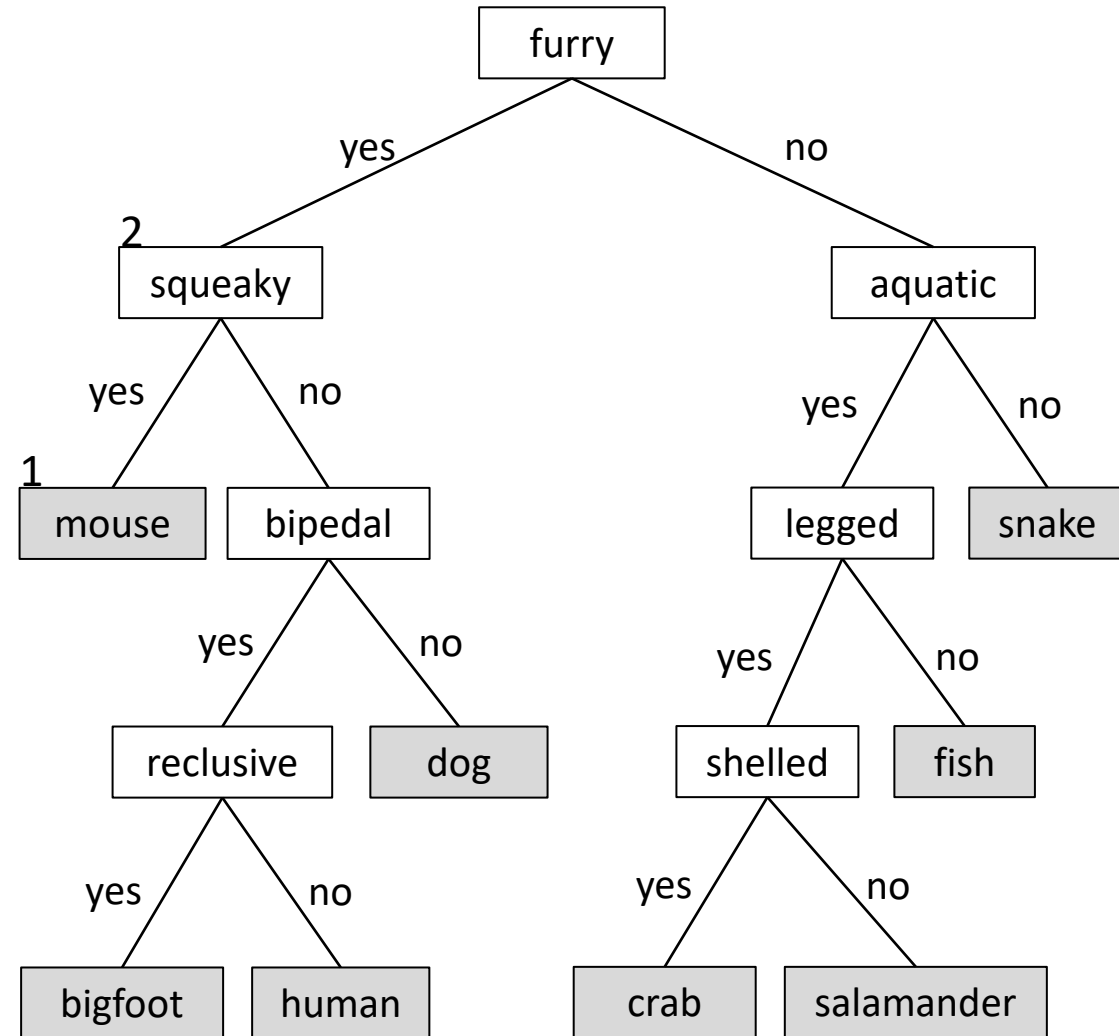 furry
yes no
2
squeaky aquatic
yes no yes no
1
mouse bipedal legged snake
yes no yes no
reclusive dog shelled fish
yes no yes no
bigfoot human crab salamander